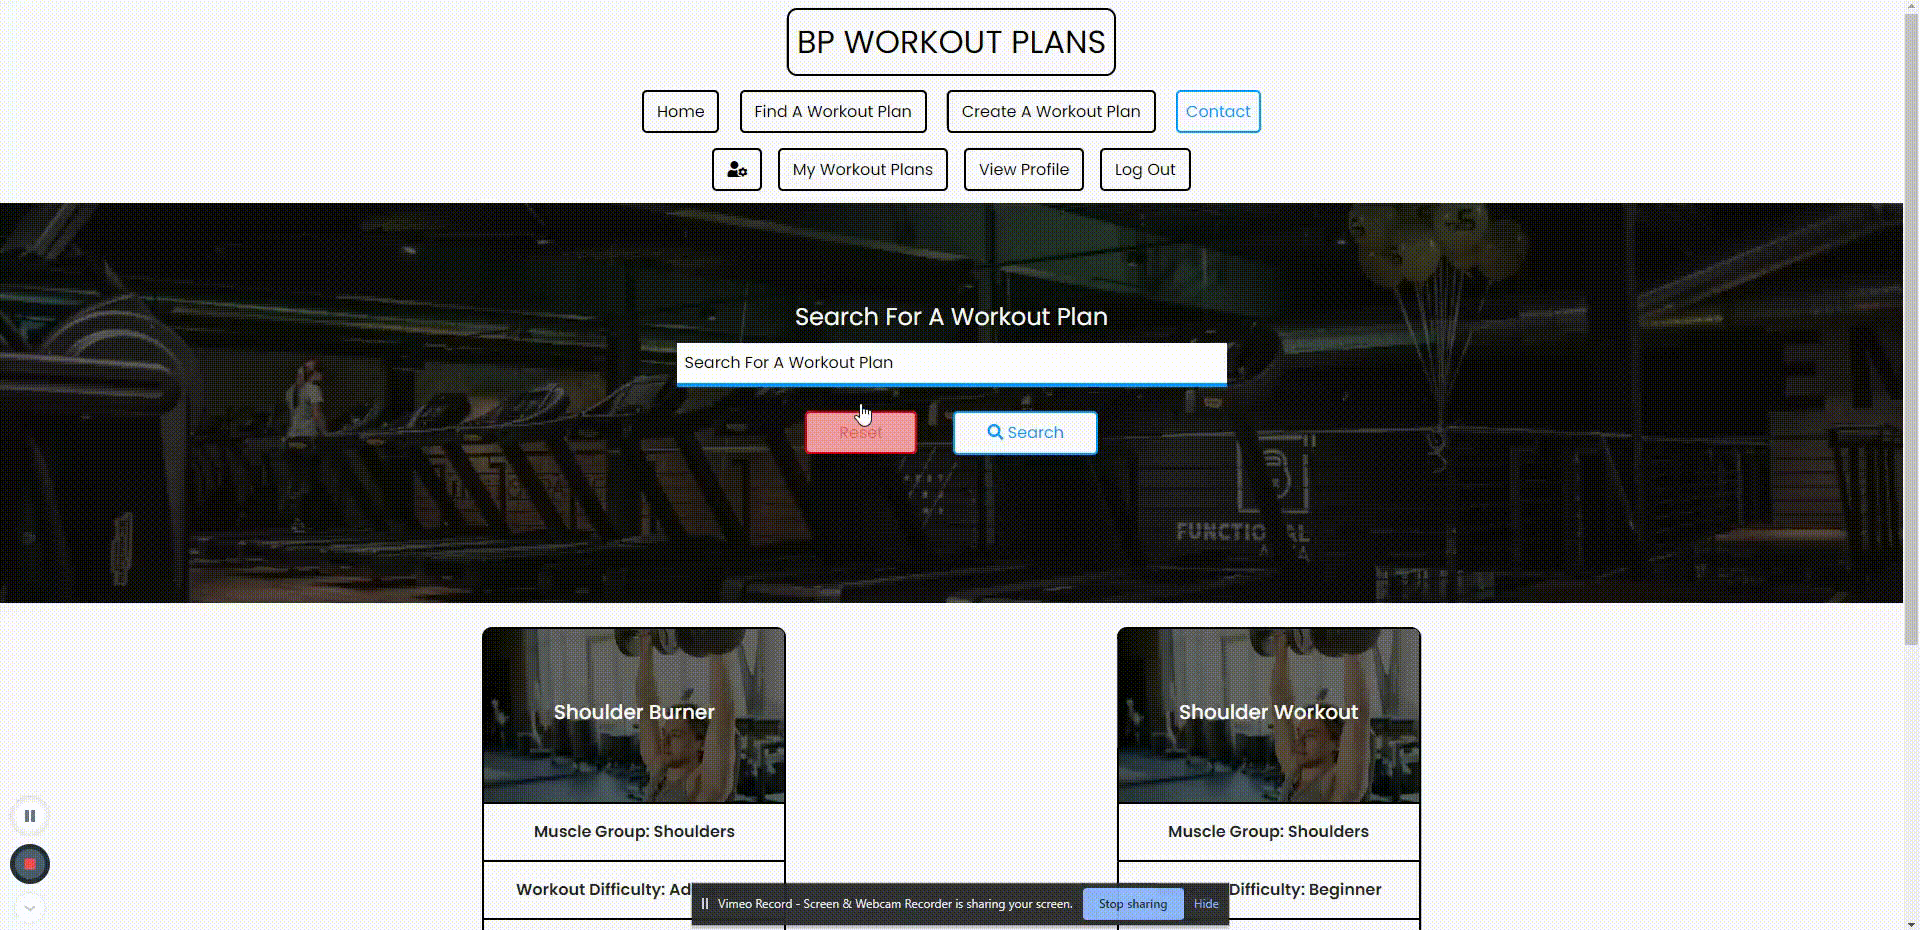 BP WORKOUT PLANS
Home Find A Workout Plan Create A Workout Plan Contact
My Workout Plans View Profile Log Out
Search For A Workout Plan
Search For A Workout Plan
Reset Search
FUNCTIO AL
Shoulder Burner Shoulder Workout
Muscle Group: Shoulders Muscle Group: Shoulders
Workout Difficulty: Ad Difficulty: Beginner
Vimeo Record - Screen & Webcam Recorder is sharing your screen. Stop sharing Hide